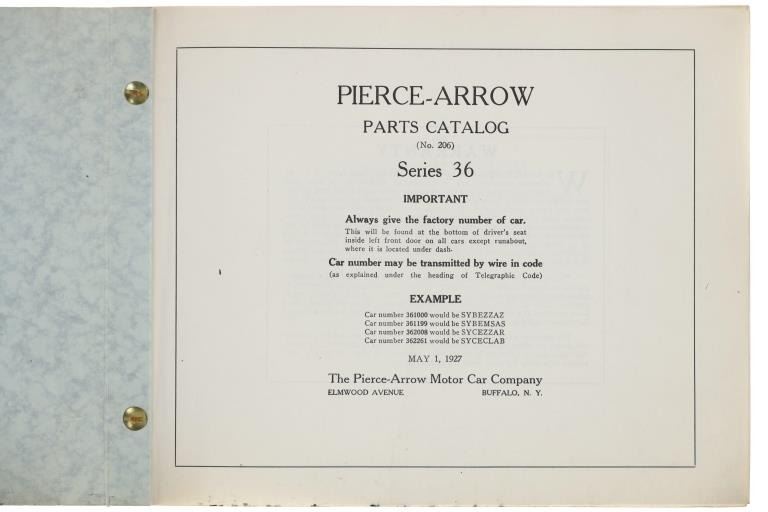 PIERCE-ARROW
PARTS CATALOG
(No. 206)
Series 36
IMPORTANT
Always give the factory number of car.
This will be found at the bottom of driver's seat
inside left front door on all cars except runabout,
where it is located under dash.
Car number may be transmitted by wire in code
(as explained under the heading of Telegraphic Code)
EXAMPLE
Car number 361000 would be SYBEZZAZ
Car number 361199 would be SYBEMSAS
Car number 362008 would be SYCEZZAR
Car number 362261 would be SYCECLAB
MAY 1, 1927
The Pierce-Arrow Motor Car Company
ELMWOOD AVENUE BUFFALO, N. Y.